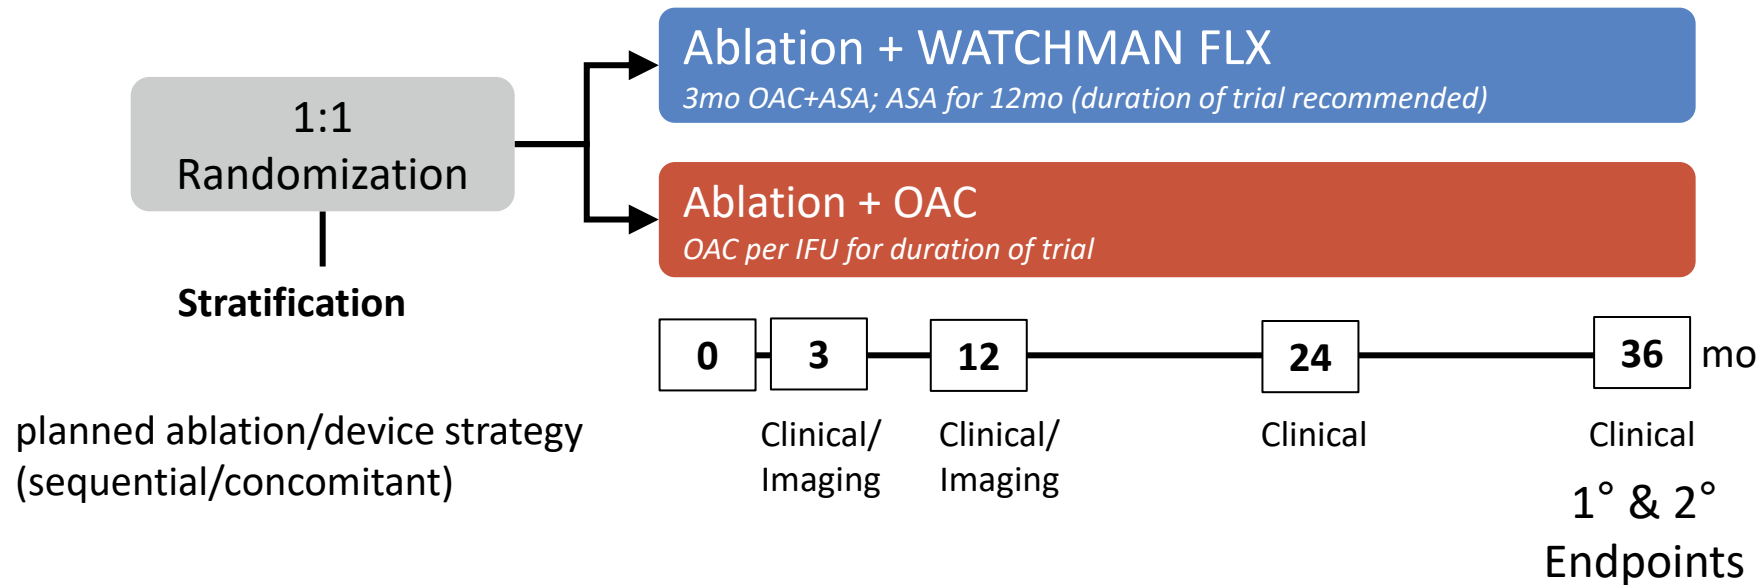 1:1
Randomization
Stratification
planned ablation/device strategy
(sequential/concomitant)
Ablation + WATCHMAN FLX
3mo OAC+ASA; ASA for 12mo (duration of trial recommended)
Ablation + OAC
OAC per IFU for duration of trial
0 3 12 24 36 mo
Clinical/ Clinical/ Clinical Clinical
Imaging Imaging
1° & 2°
Endpoints